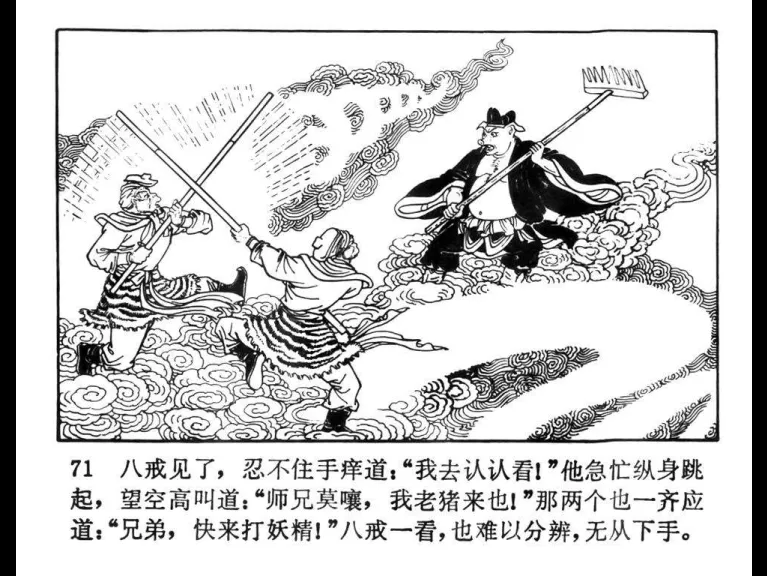 71 八戒见了，忍不住手痒道：“我去认认看！”他急忙纵身跳
起，望空高叫道：“师兄莫嚷，我老猪来也！”那两个也一齐应
道：“兄弟，快来打妖精！”八戒一看，也难以分辨，无从下手。